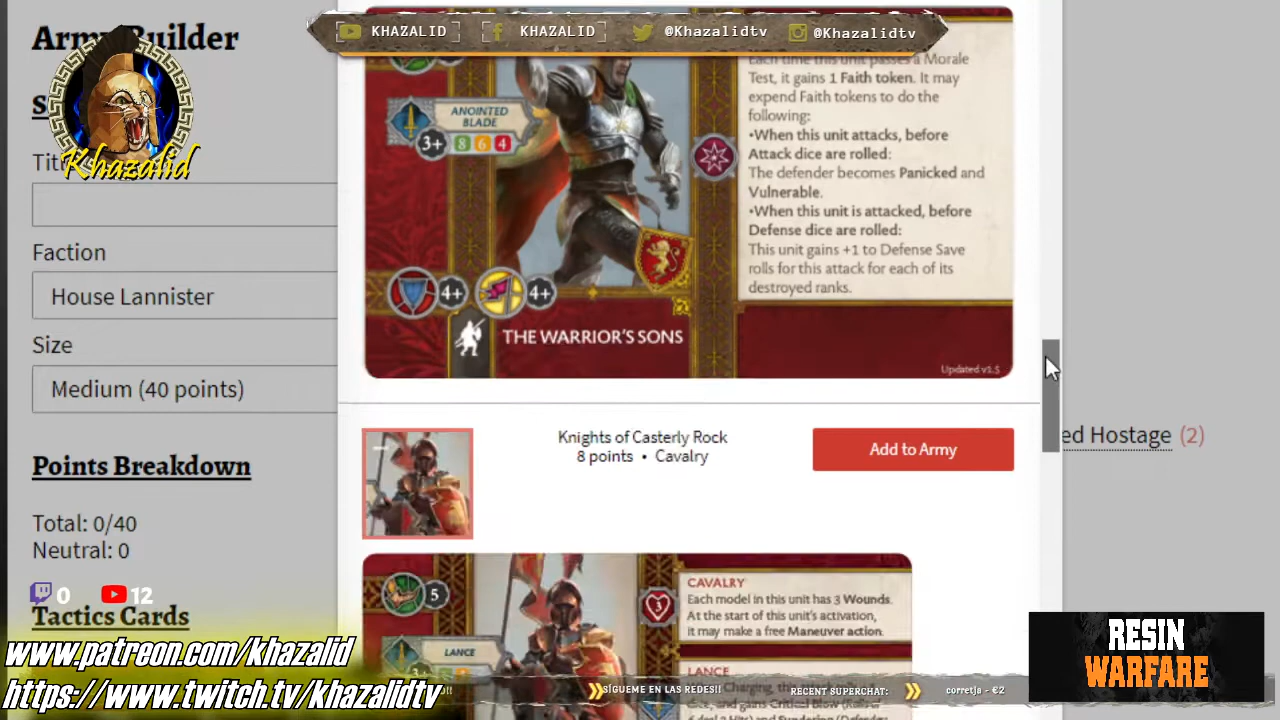 Army Builder
KHAZALID
KHAZALID
@Khazalidtv
@Khazalidtv
Khazalid
Faction
House Lannister
Size
Medium (40 points)
Points Breakdown
Total: 0/40
Neutral: 0
0
12
Tactics Cards
ANOINTED
BLADE
3+
8 6 4
4+
4+
THE WARRIOR'S SONS
Each time this unit passes a Morale
Test, it gains 1 Faith token. It may
expend Faith tokens to do the
following:
•When this unit attacks, before
Attack dice are rolled:
The defender becomes Panicked and
Vulnerable.
•When this unit is attacked, before
Defense dice are rolled:
This unit gains +1 to Defense Save
rolls for this attack for each of its
destroyed ranks.
Updated v1.5
Knights of Casterly Rock
8 points • Cavalry
Add to Army
ed Hostage (2)
5
LANCE
3
CAVALRY
Each model in this unit has 3 Wounds.
At the start of this unit's activation,
it may make a free Maneuver action.
LANCE
www.patreon.com/khazalid
https://www.twitch.tv/khazalidtv
SÍGUEME EN LAS REDES!!
RECENT SUPERCHAT:
corretja - €2
RESIN
WARFARE